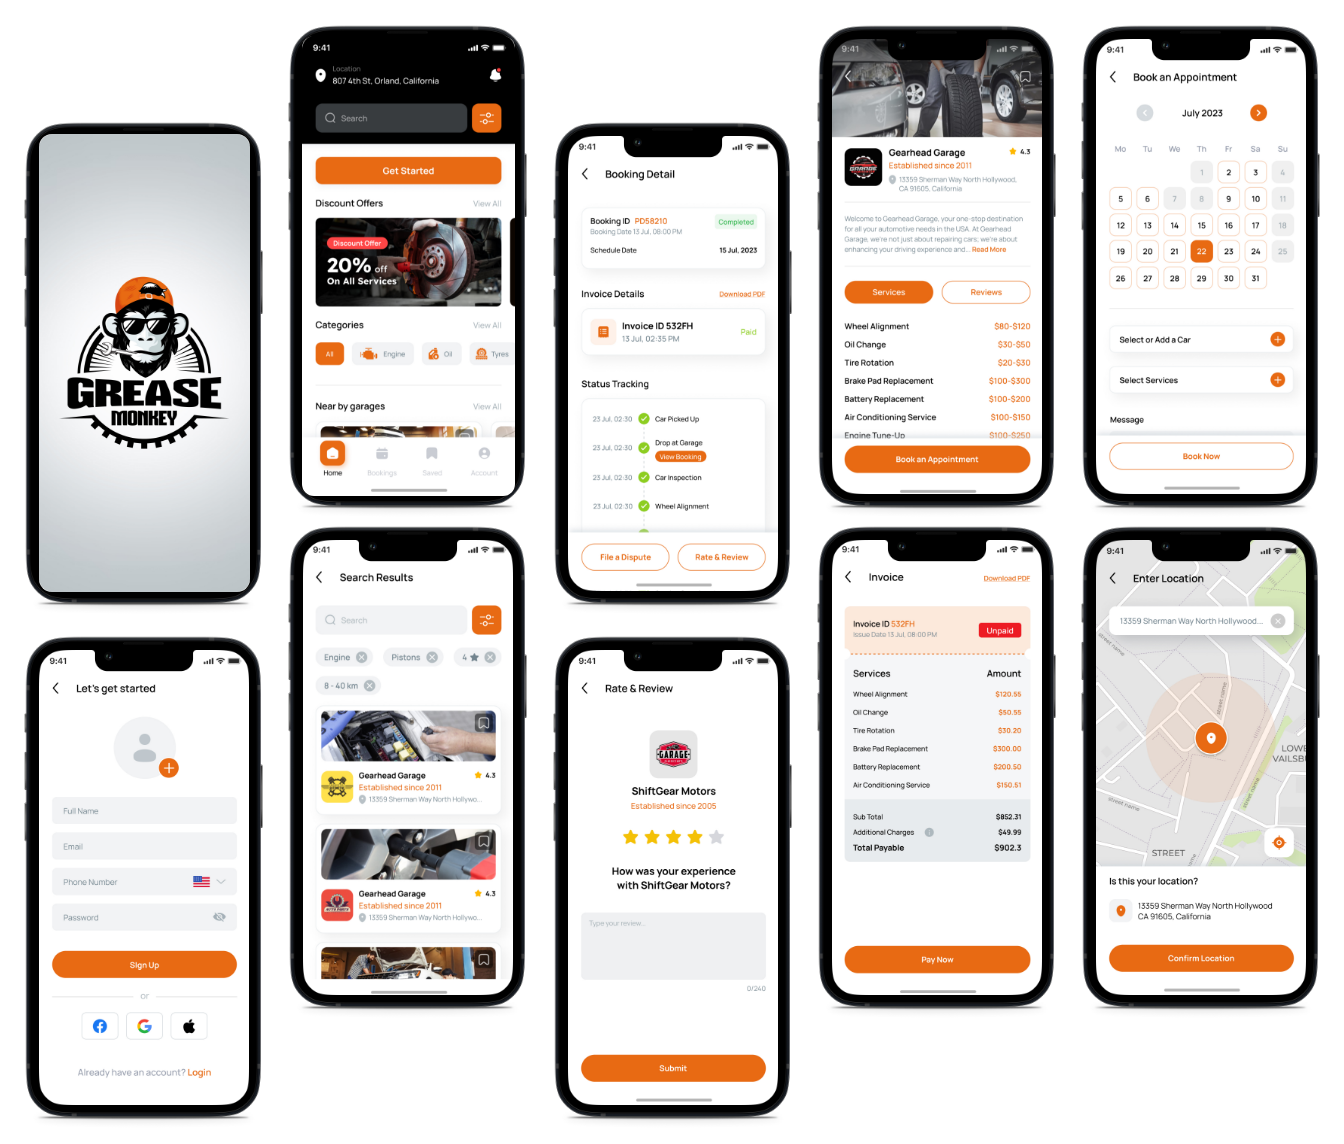 GREASE
MONKEY
9:41
Let's get started
Full Name
Email
Phone Number
Password
Sign Up
or
Already have an account? Login
9:41
Location
807 4th St, Orland, California
Search
Get Started
Discount Offers View All
Discount Offer
20% off
On All Services
Categories View All
All Engine Oil Tyres
Near by garages View All
Home Bookings Saved Account
9:41
Search Results
Search
Engine Pistons 4
8 - 40 km
Gearhead Garage 4.3
Established since 2011
13359 Sherman Way North Hollywo...
Gearhead Garage 4.3
Established since 2011
13359 Sherman Way North Hollywo...
9:41
Booking Detail
Booking ID PD58210 Completed
Booking Date 13 Jul, 08:00 PM
Schedule Date 15 Jul, 2023
Invoice Details Download PDF
Invoice ID 532FH Paid
13 Jul, 02:35 PM
Status Tracking
23 Jul, 02:30 Car Picked Up
23 Jul, 02:30 Drop at Garage
View Booking
23 Jul, 02:30 Car Inspection
23 Jul, 02:30 Wheel Alignment
File a Dispute Rate & Review
9:41
Rate & Review
GARAGE
ShiftGear Motors
Established since 2005
How was your experience
with ShiftGear Motors?
Type your review...
0/240
Submit
9:41
GARAGE
Gearhead Garage 4.3
Established since 2011
13359 Sherman Way North Hollywood,
CA 91605, California
Welcome to Gearhead Garage, your one-stop destination
for all your automotive needs in the USA. At Gearhead
Garage, we're not just about repairing cars; we're about
enhancing your driving experience and... Read More
Services Reviews
Wheel Alignment $80-$120
Oil Change $30-$50
Tire Rotation $20-$30
Brake Pad Replacement $100-$300
Battery Replacement $100-$200
Air Conditioning Service $100-$150
Engine Tune-Up $100-$250
Book an Appointment
9:41
Invoice Download PDF
Invoice ID 532FH Unpaid
Issue Date 13 Jul, 08:00 PM
Services Amount
Wheel Alignment $120.55
Oil Change $50.55
Tire Rotation $30.20
Brake Pad Replacement $300.00
Battery Replacement $200.50
Air Conditioning Service $150.51
Sub Total $852.31
Additional Charges $49.99
Total Payable $902.3
Pay Now
9:41
Book an Appointment
July 2023
Mo Tu We Th Fr Sa Su
1 2 3 4
5 6 7 8 9 10 11
12 13 14 15 16 17 18
19 20 21 22 23 24 25
26 27 28 29 30 31
Select or Add a Car
Select Services
Message
Book Now
9:41
Enter Location
13359 Sherman Way North Hollywood...
street name
street name
street name
street name
LOWE
VAILSBU
STREET
Is this your location?
13359 Sherman Way North Hollywood
CA 91605, California
Confirm Location